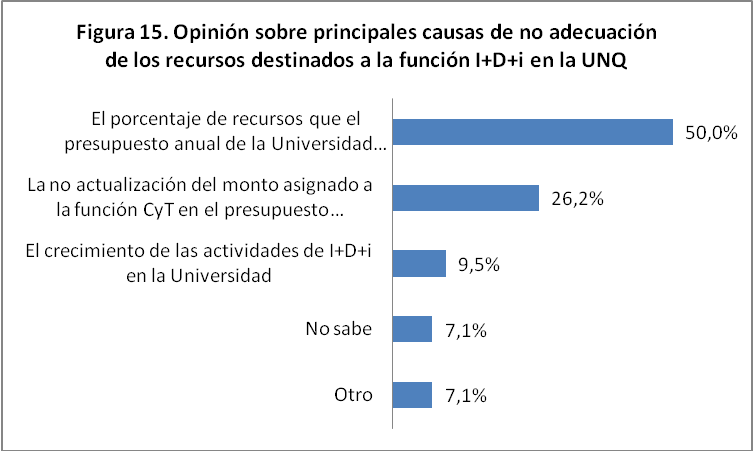 Figura 15. Opinión sobre principales causas de no adecuación
de los recursos destinados a la función I+D+i en la UNQ
El porcentaje de recursos que el
presupuesto anual de la Universidad...
50,0%
La no actualización del monto asignado a
la función CyT en el presupuesto...
26,2%
El crecimiento de las actividades de I+D+i
en la Universidad
9,5%
No sabe
7,1%
Otro
7,1%